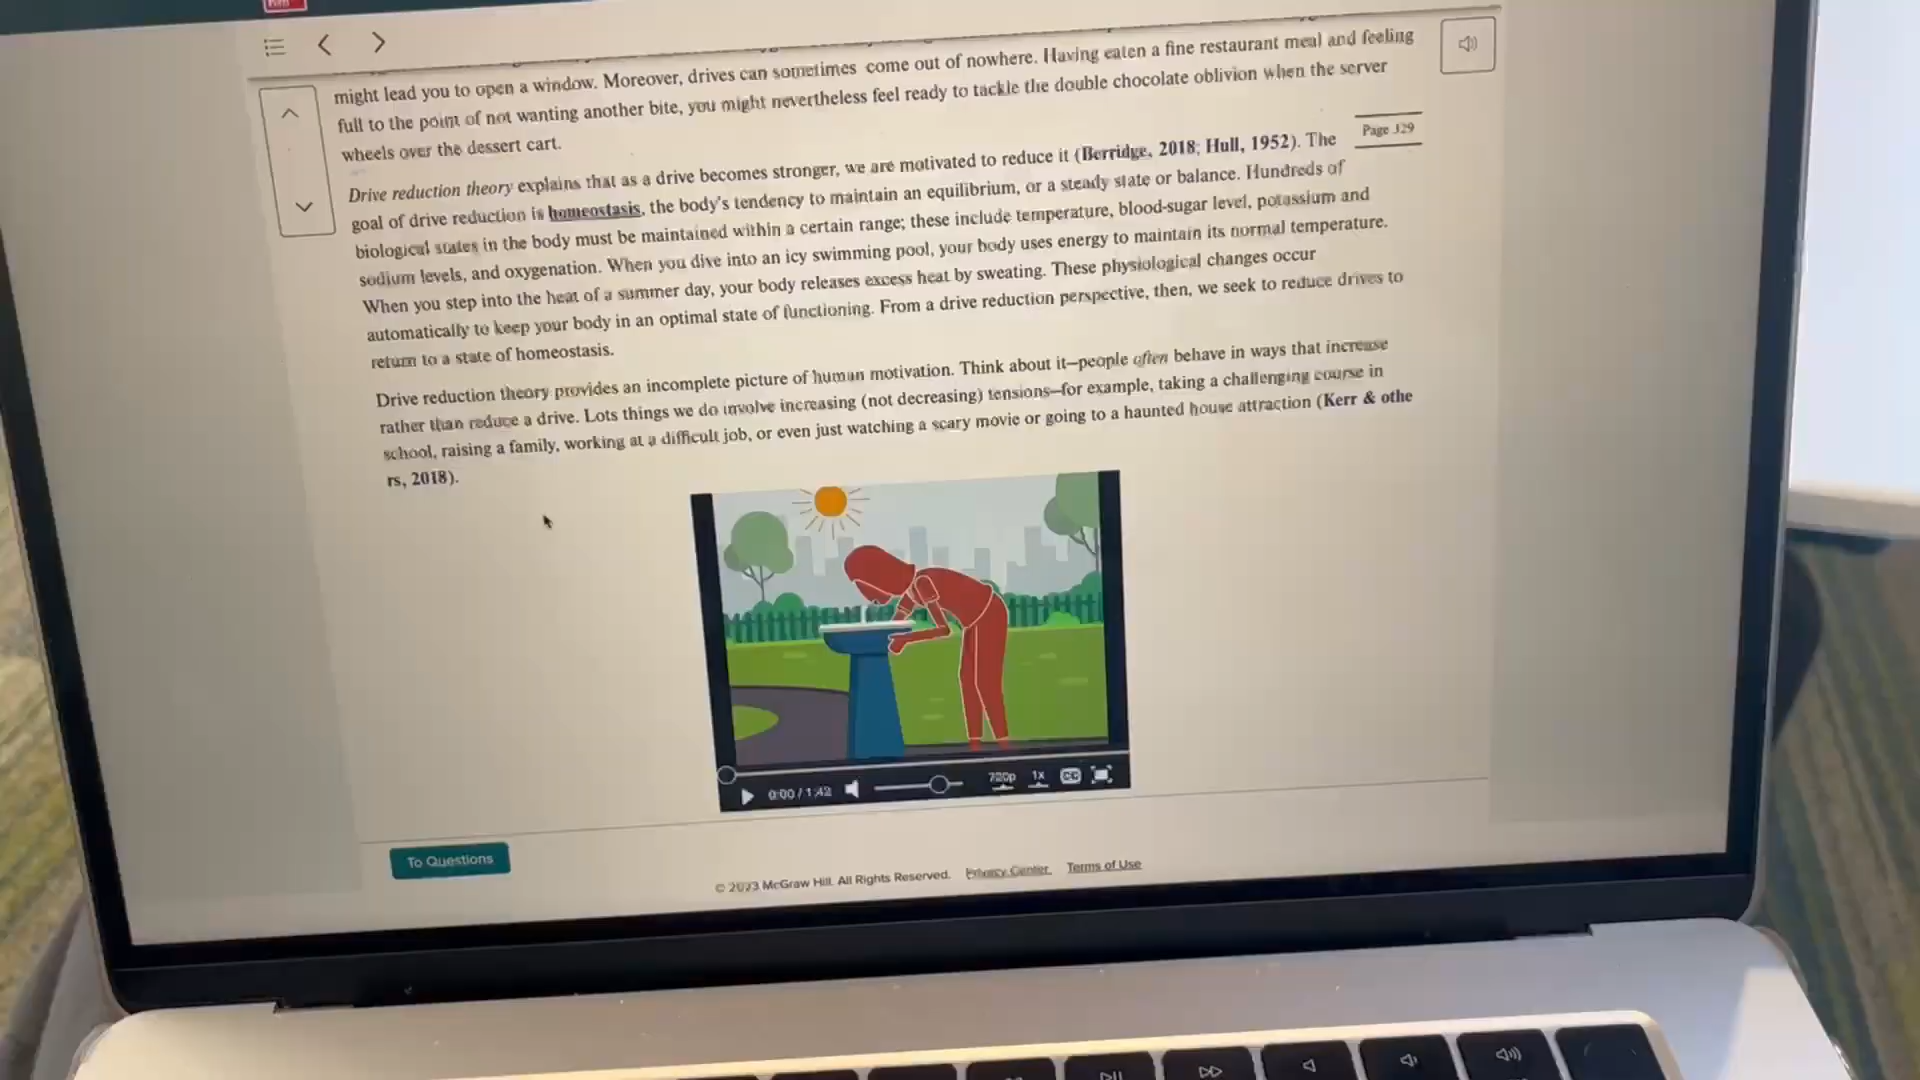 might lead you to open a window. Moreover, drives can sometimes come out of nowhere. Having eaten a fine restaurant meal and feeling
full to the point of not wanting another bite, you might nevertheless feel ready to tackle the double chocolate oblivion when the server
wheels over the dessert cart.
Page 329
Drive reduction theory explains that as a drive becomes stronger, we are motivated to reduce it (Berridge, 2018; Hull, 1952). The
goal of drive reduction is homeostasis, the body's tendency to maintain an equilibrium, or a steady state or balance. Hundreds of
biological states in the body must be maintained within a certain range; these include temperature, blood-sugar level, potassium and
sodium levels, and oxygenation. When you dive into an icy swimming pool, your body uses energy to maintain its normal temperature.
When you step into the heat of a summer day, your body releases excess heat by sweating. These physiological changes occur
automatically to keep your body in an optimal state of functioning. From a drive reduction perspective, then, we seek to reduce drives to
return to a state of homeostasis.
Drive reduction theory provides an incomplete picture of human motivation. Think about it—people often behave in ways that increase
rather than reduce a drive. Lots things we do involve increasing (not decreasing) tensions—for example, taking a challenging course in
school, raising a family, working at a difficult job, or even just watching a scary movie or going to a haunted house attraction (Kerr & othe
rs, 2018).
0:00 / 1:42
720p
1x
CC
To Questions
© 2023 McGraw Hill. All Rights Reserved. Privacy Center Terms of Use